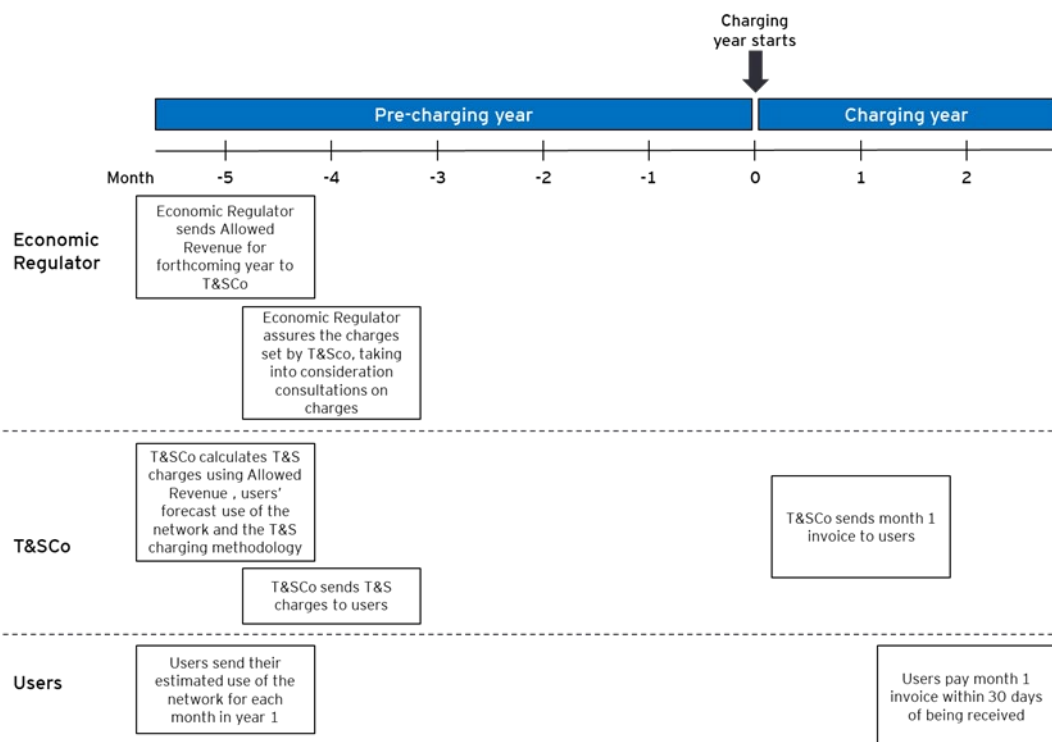 Charging
year starts
Pre-charging year
Charging year
Month -5 -4 -3 -2 -1 0 1 2
Economic
Regulator
Economic Regulator
sends Allowed
Revenue for
forthcoming year to
T&SCo
Economic Regulator
assures the charges
set by T&Sco, taking
into consideration
consultations on
charges
T&SCo
T&SCo calculates T&S
charges using Allowed
Revenue , users'
forecast use of the
network and the T&S
charging methodology
T&SCo sends T&S
charges to users
T&SCo sends month 1
invoice to users
Users
Users send their
estimated use of the
network for each
month in year 1
Users pay month 1
invoice within 30 days
of being received